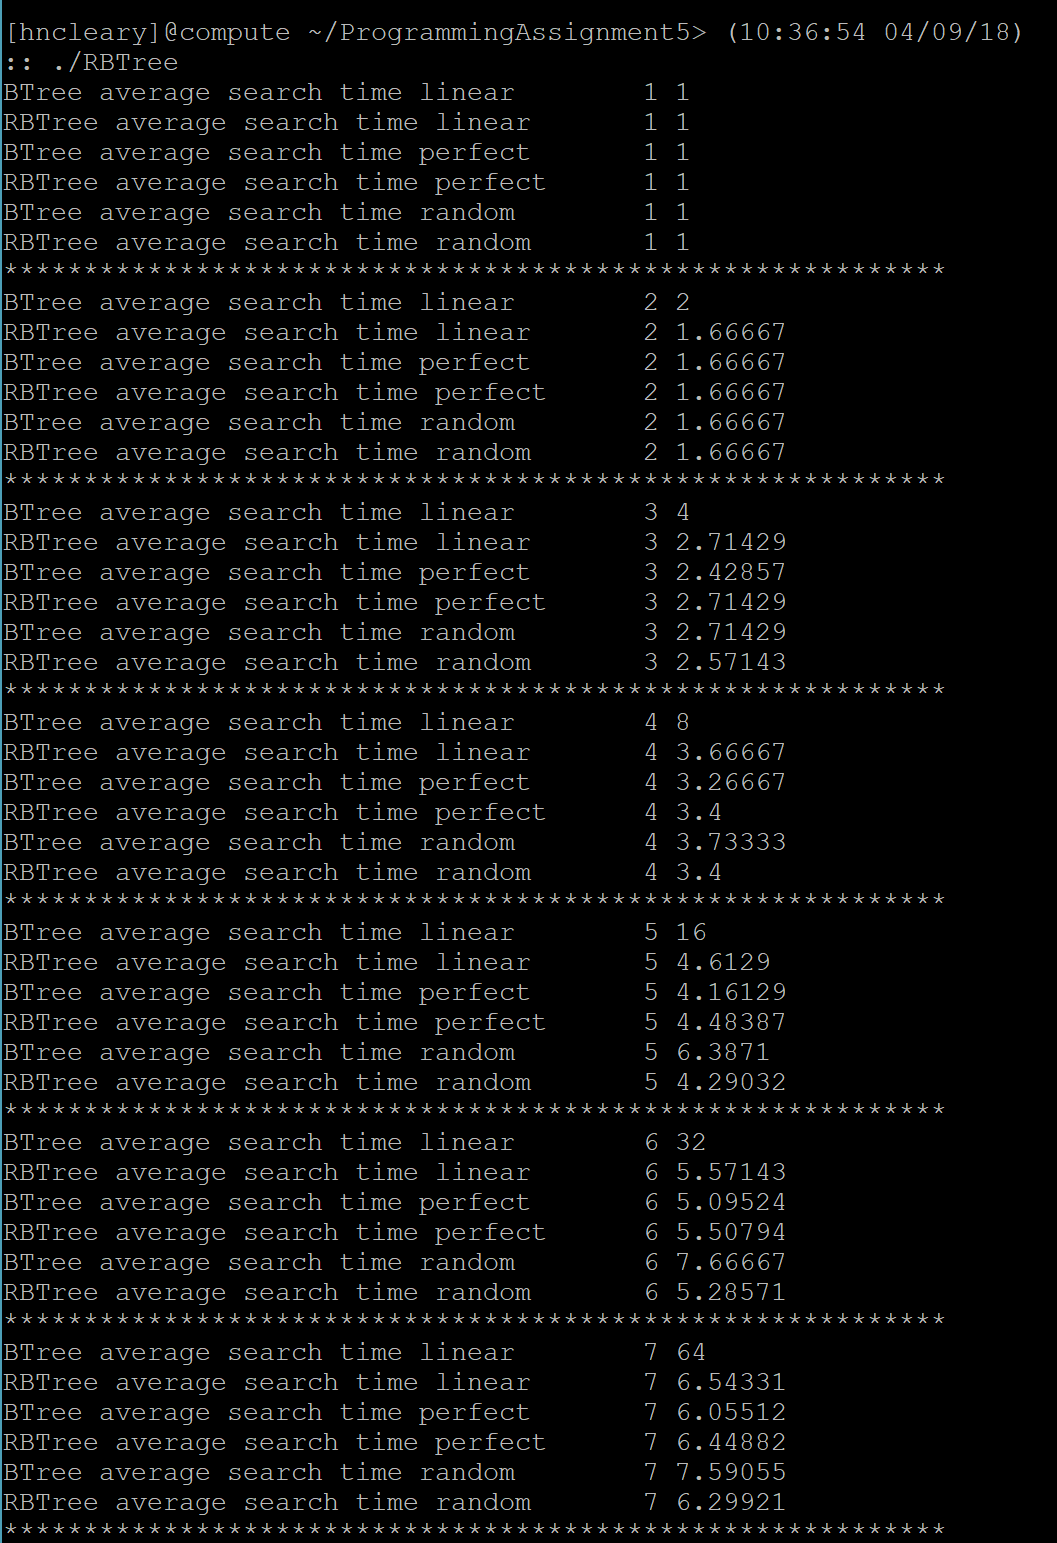 [hncleary]@compute ~/ProgrammingAssignment5> (10:36:54 04/09/18)
:: ./RBTree
BTree average search time linear 1 1
RBTree average search time linear 1 1
BTree average search time perfect 1 1
RBTree average search time perfect 1 1
BTree average search time random 1 1
RBTree average search time random 1 1
***********************************************************
BTree average search time linear 2 2
RBTree average search time linear 2 1.66667
BTree average search time perfect 2 1.66667
RBTree average search time perfect 2 1.66667
BTree average search time random 2 1.66667
RBTree average search time random 2 1.66667
***********************************************************
BTree average search time linear 3 4
RBTree average search time linear 3 2.71429
BTree average search time perfect 3 2.42857
RBTree average search time perfect 3 2.71429
BTree average search time random 3 2.71429
RBTree average search time random 3 2.57143
***********************************************************
BTree average search time linear 4 8
RBTree average search time linear 4 3.66667
BTree average search time perfect 4 3.26667
RBTree average search time perfect 4 3.4
BTree average search time random 4 3.73333
RBTree average search time random 4 3.4
***********************************************************
BTree average search time linear 5 16
RBTree average search time linear 5 4.6129
BTree average search time perfect 5 4.16129
RBTree average search time perfect 5 4.48387
BTree average search time random 5 6.3871
RBTree average search time random 5 4.29032
***********************************************************
BTree average search time linear 6 32
RBTree average search time linear 6 5.57143
BTree average search time perfect 6 5.09524
RBTree average search time perfect 6 5.50794
BTree average search time random 6 7.66667
RBTree average search time random 6 5.28571
***********************************************************
BTree average search time linear 7 64
RBTree average search time linear 7 6.54331
BTree average search time perfect 7 6.05512
RBTree average search time perfect 7 6.44882
BTree average search time random 7 7.59055
RBTree average search time random 7 6.29921
***********************************************************